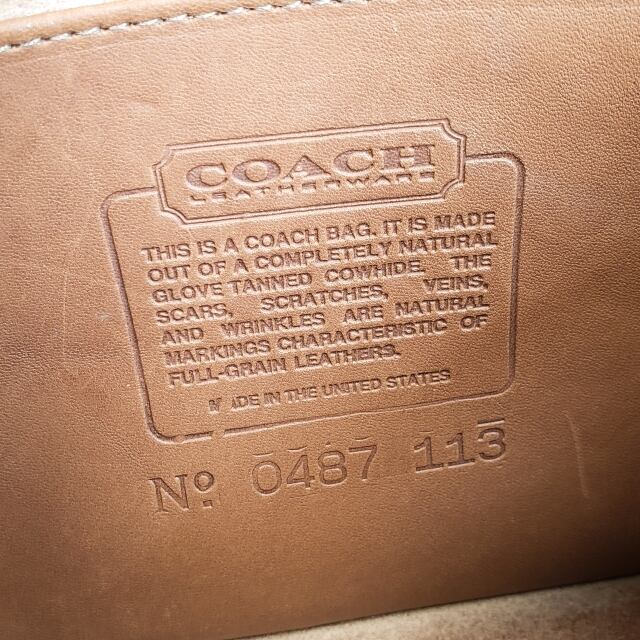 COACH
LEATHERWARE
THIS IS A COACH BAG. IT IS MADE
OUT OF A COMPLETELY NATURAL
GLOVE TANNED COWHIDE. THE
SCARS, SCRATCHES, VEINS,
AND WRINKLES ARE NATURAL
MARKINGS CHARACTERISTIC OF
FULL-GRAIN LEATHERS.
MADE IN THE UNITED STATES
Nº. 0487 113